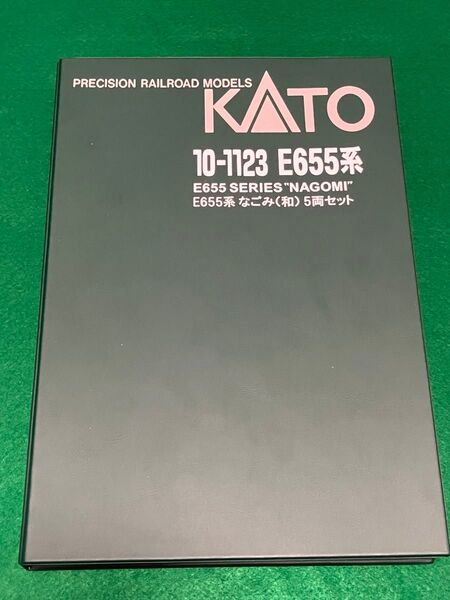 PRECISION RAILROAD MODELS
KATO
10-1123 E655系
E655 SERIES "NAGOMI"
E655系 なごみ(和) 5両セット